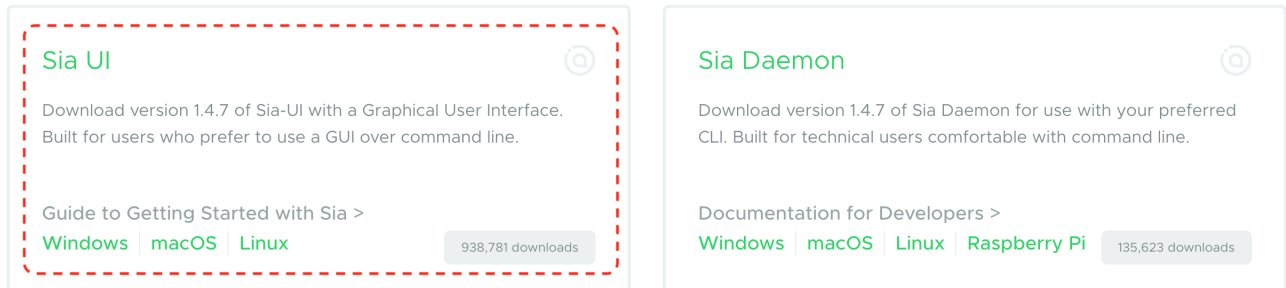 Sia UI
Download version 1.4.7 of Sia-UI with a Graphical User Interface.
Built for users who prefer to use a GUI over command line.
Guide to Getting Started with Sia >
Windows macOS Linux
938,781 downloads
Sia Daemon
Download version 1.4.7 of Sia Daemon for use with your preferred
CLI. Built for technical users comfortable with command line.
Documentation for Developers >
Windows macOS Linux Raspberry Pi
135,623 downloads